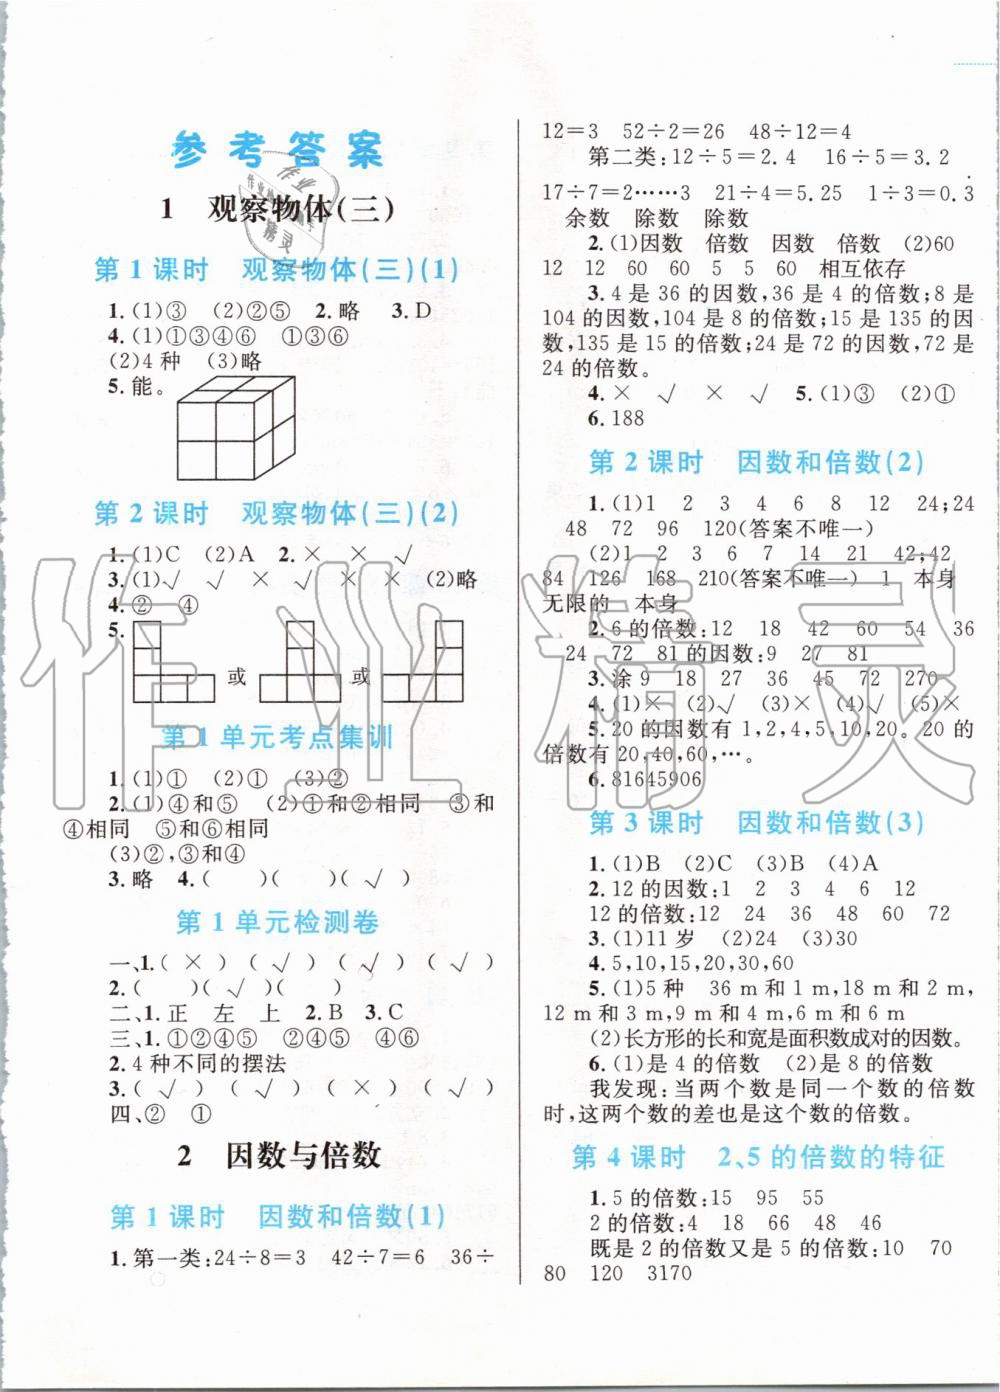 参考答案
1 观察物体(三)
第1课时 观察物体(三)(1)
1.(1)③ (2)②⑤ 2.略 3.D
4.(1)①③④⑥ ①③⑥
(2)4种 (3)略
5.能。
第2课时 观察物体(三)(2)
1.(1)C (2)A 2.× × √
3.(1)√ √ × √ × × (2)略
4.② ④
5.
或 或
第1单元考点集训
1.(1)① (2)① (3)②
2.(1)④和⑤ (2)①和②相同 ③和
④相同 ⑤和⑥相同
(3)②,③和④
3.略 4.( )( )(√)
第1单元检测卷
一、1.(×) (√) (√) (√)
2.( )(√)( )
二、1.正 左 上 2.B 3.C
三、1.①②④⑤ ②④⑤ ④⑥
2.4种不同的摆法
3.(√) (√) (×) (√)
四、② ①
2 因数与倍数
第1课时 因数和倍数(1)
1.第一类:24÷8=3 42÷7=6 36÷
12=3 52÷2=26 48÷12=4
第二类:12÷5=2.4 16÷5=3.2
17÷7=2……3 21÷4=5.25 1÷3=0.3
余数 除数 除数
2.(1)因数 倍数 因数 倍数 (2)60
12 12 60 60 5 5 60 相互依存
3.4是36的因数,36是4的倍数;8是
104的因数,104是8的倍数;15是135的因
数,135是15的倍数;24是72的因数,72是
24的倍数。
4.× √ × √ 5.(1)③ (2)①
6.188
第2课时 因数和倍数(2)
1.(1)1 2 3 4 6 8 12 24;24
48 72 96 120(答案不唯一)
(2)1 2 3 6 7 14 21 42;42
84 126 168 210(答案不唯一) 1 本身
无限的 本身
2.6的倍数:12 18 42 60 54 36
24 72 81的因数:9 27 81
3.涂9 18 27 36 45 72 270
4.(1)× (2)√ (3)× (4)√ (5)×
5.20的因数有1,2,4,5,10,20。20的
倍数有20,40,60,…。
6.81645906
第3课时 因数和倍数(3)
1.(1)B (2)C (3)B (4)A
2.12的因数:1 2 3 4 6 12
12的倍数:12 24 36 48 60 72
3.(1)11岁 (2)24 (3)30
4.5,10,15,20,30,60
5.(1)5种 36 m和1 m,18 m和2 m,
12 m和3 m,9 m和4 m,6 m和6 m
(2)长方形的长和宽是面积数成对的因数。
6.(1)是4的倍数 (2)是8的倍数
我发现:当两个数是同一个数的倍数
时,这两个数的差也是这个数的倍数。
第4课时 2、5的倍数的特征
1.5的倍数:15 95 55
2的倍数:4 18 66 48 46
既是2的倍数又是5的倍数:10 70
80 120 3170
作业精灵